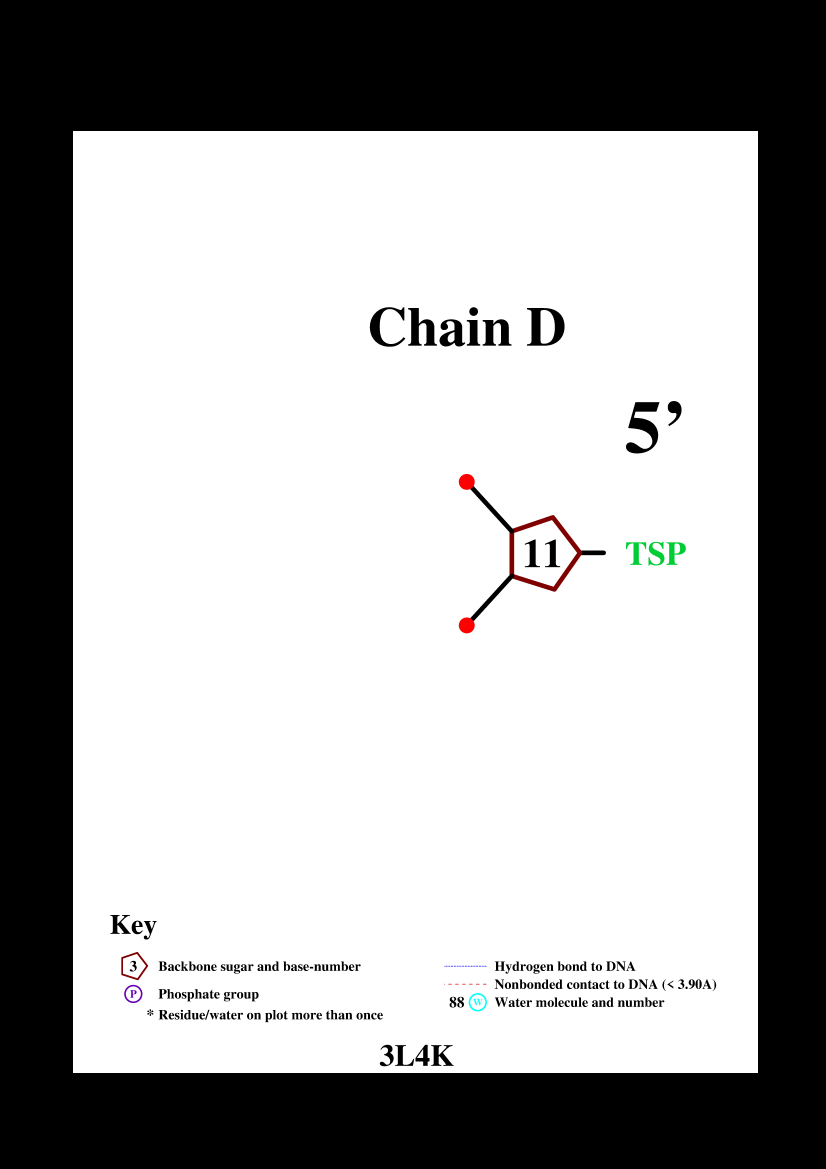 Chain D
5’
11
TSP
Key
3 Backbone sugar and base-number
P Phosphate group
* Residue/water on plot more than once
Hydrogen bond to DNA
Nonbonded contact to DNA (< 3.90A)
88 W Water molecule and number
3L4K